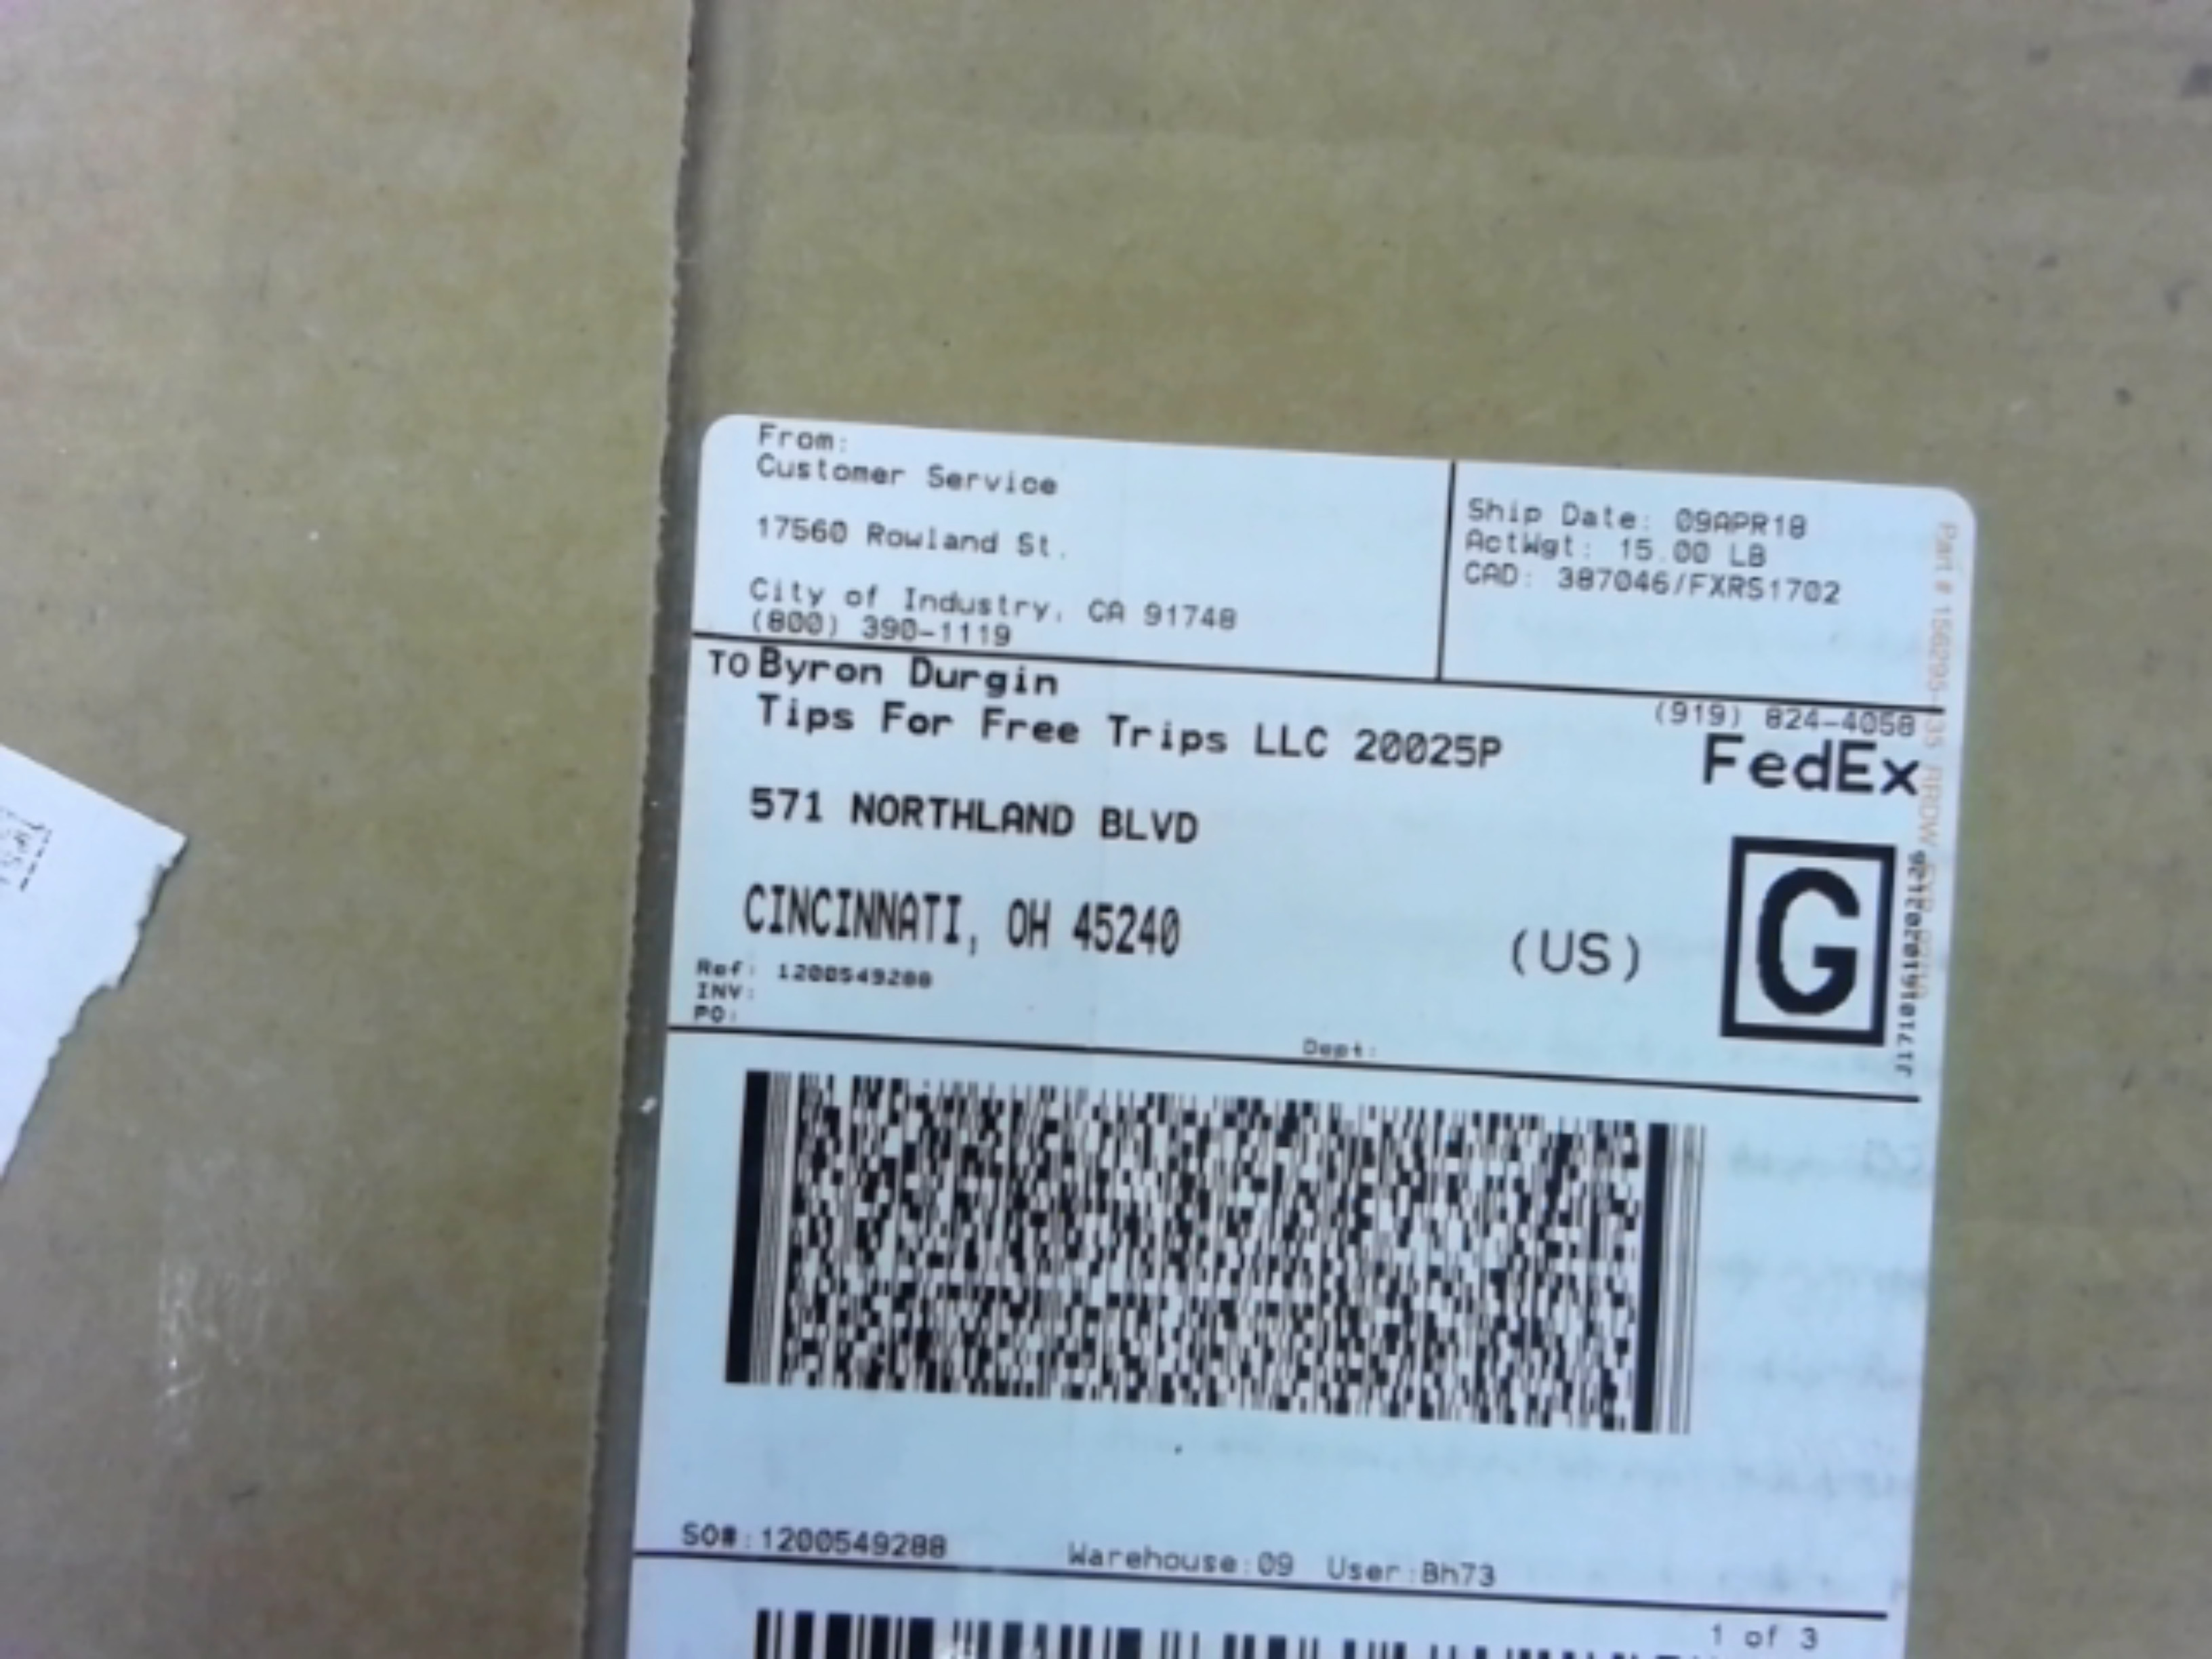 From:
Customer Service
17560 Rowland St.
City of Industry, CA 91748
(800) 390-1119
Ship Date: 09APR18
ActWgt: 15.00 LB
CAD: 387046/FXRS1702
TO Byron Durgin
Tips For Free Trips LLC 20025P
(919) 824-4058
FedEx
571 NORTHLAND BLVD
CINCINNATI, OH 45240
(US)
G
Ref: 1200549288
INV:
PO:
Dept:
SO#:1200549288 Warehouse:09 User:Bh73
1 of 3